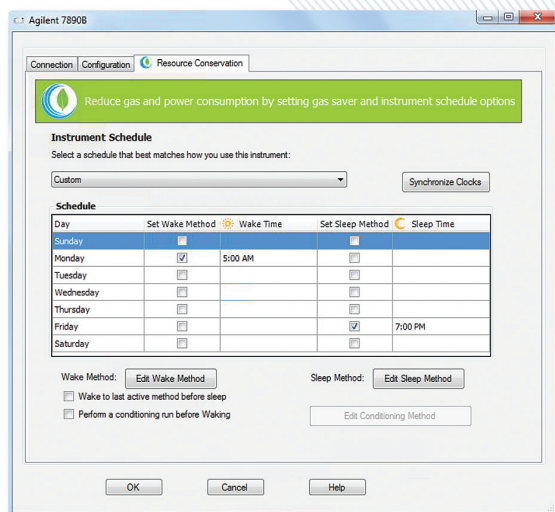 Agilent 7890B
Connection Configuration Resource Conservation
Reduce gas and power consumption by setting gas saver and instrument schedule options
Instrument Schedule
Select a schedule that best matches how you use this instrument:
Custom Synchronize Clocks
Schedule
Day Set Wake Method Wake Time Set Sleep Method Sleep Time
Sunday
Monday 5:00 AM
Tuesday
Wednesday
Thursday
Friday 7:00 PM
Saturday
Wake Method: Edit Wake Method Sleep Method: Edit Sleep Method
Wake to last active method before sleep
Perform a conditioning run before Waking Edit Conditioning Method
OK Cancel Help